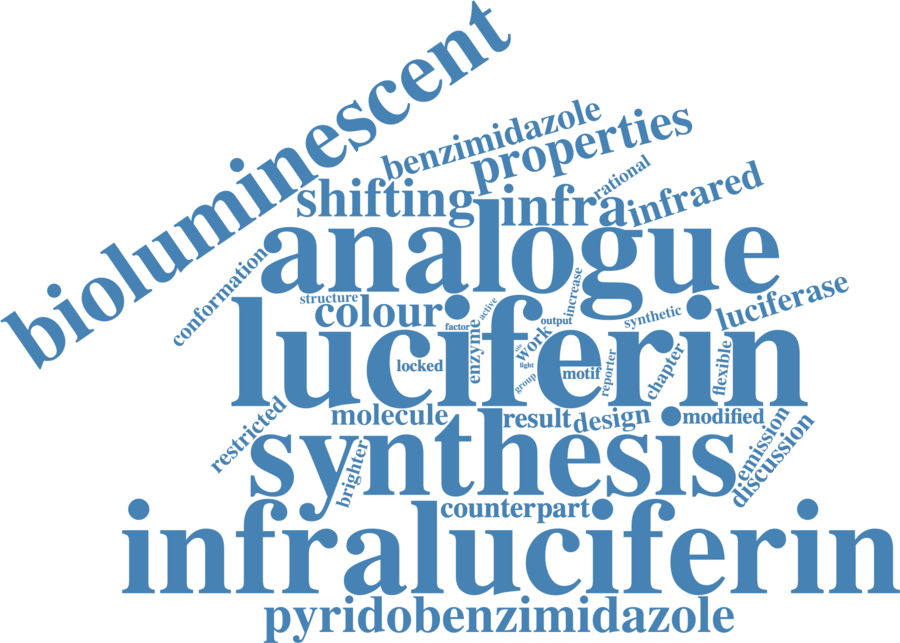 bioluminescent
benzimidazole
properties
rational
shifting
infra
infrared
analogue
conformation
structure
colour
factor
active
increase
output
synthetic
luciferase
luciferin
enzyme
work
site
light
locked
group
motif
reporter
chapter
flexible
restricted
molecule
result
design
modified
emission
discussion
synthesis
brighter
counterpart
infraluciferin
pyridobenzimidazole